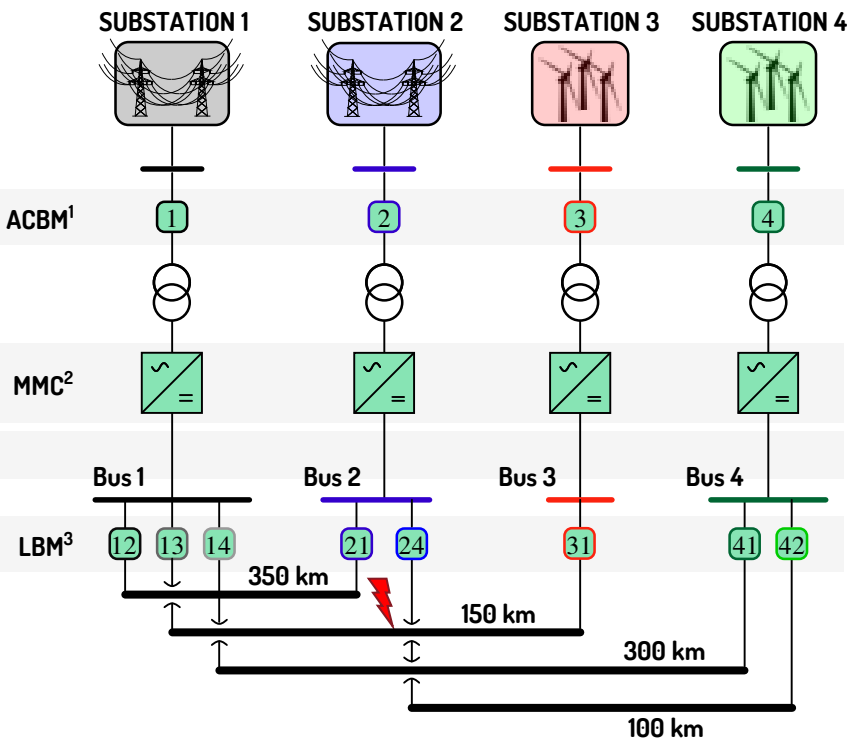 SUBSTATION 1 SUBSTATION 2 SUBSTATION 3 SUBSTATION 4
ACBM¹ 1 2 3 4
MMC²
Bus 1 Bus 2 Bus 3 Bus 4
LBM³ 12 13 14 21 24 31 41 42
350 km
150 km
300 km
100 km